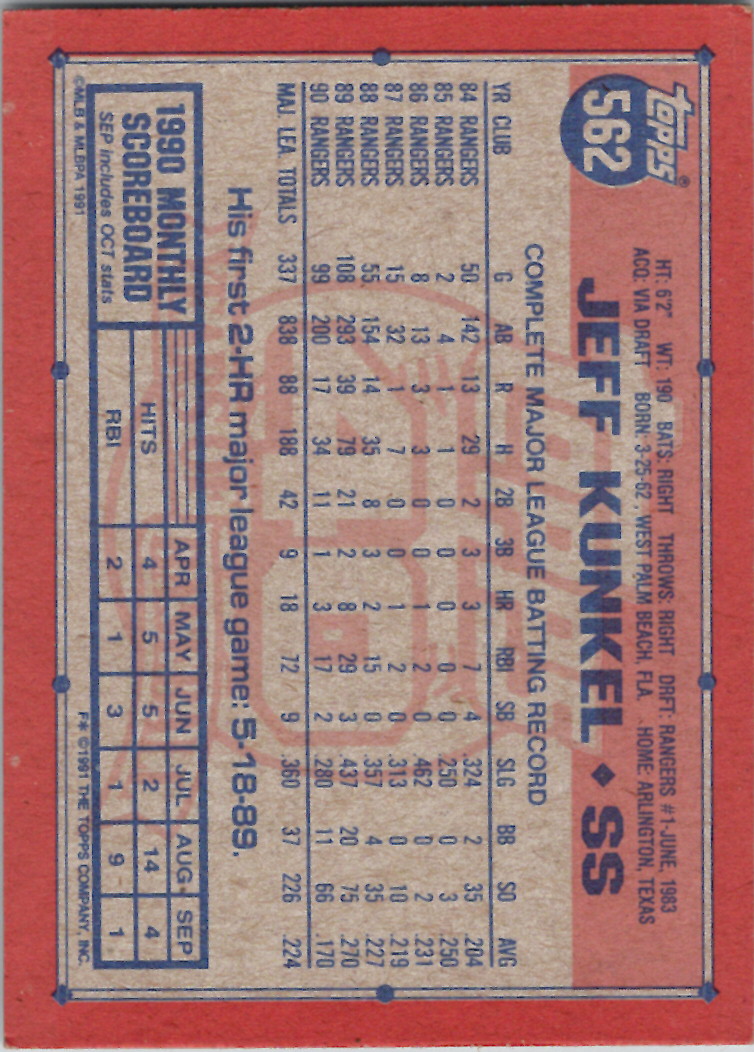 topps®
562
HT: 6'2" WT: 190 BATS: RIGHT THROWS: RIGHT DRFT: RANGERS #1-JUNE, 1983
ACQ: VIA DRAFT BORN: 3-25-62, WEST PALM BEACH, FLA. HOME: ARLINGTON, TEXAS
JEFF KUNKEL ♦ SS
COMPLETE MAJOR LEAGUE BATTING RECORD
YR CLUB G AB R H 2B 3B HR RBI SB SLG BB SO AVG
84 RANGERS 50 142 13 29 2 3 3 7 4 .324 2 35 .204
85 RANGERS 2 4 1 1 0 0 0 0 0 .250 0 3 .250
86 RANGERS 8 13 3 3 0 0 1 2 0 .462 0 2 .231
87 RANGERS 15 32 1 7 0 0 1 2 0 .313 0 10 .219
88 RANGERS 55 154 14 35 8 3 2 15 0 .357 4 35 .227
89 RANGERS 108 293 39 79 21 2 8 29 3 .437 20 75 .270
90 RANGERS 99 200 17 34 11 1 3 17 2 .280 11 66 .170
MAJ. LEA. TOTALS 337 838 88 188 42 9 18 72 9 .360 37 226 .224
His first 2-HR major league game: 5-18-89.
1990 MONTHLY
SCOREBOARD
SEP includes OCT stats
APR MAY JUN JUL AUG SEP
HITS 4 5 5 2 14 4
RBI 2 1 3 1 9 1
©MLB & MLBPA 1991
F* ©1991 THE TOPPS COMPANY, INC.